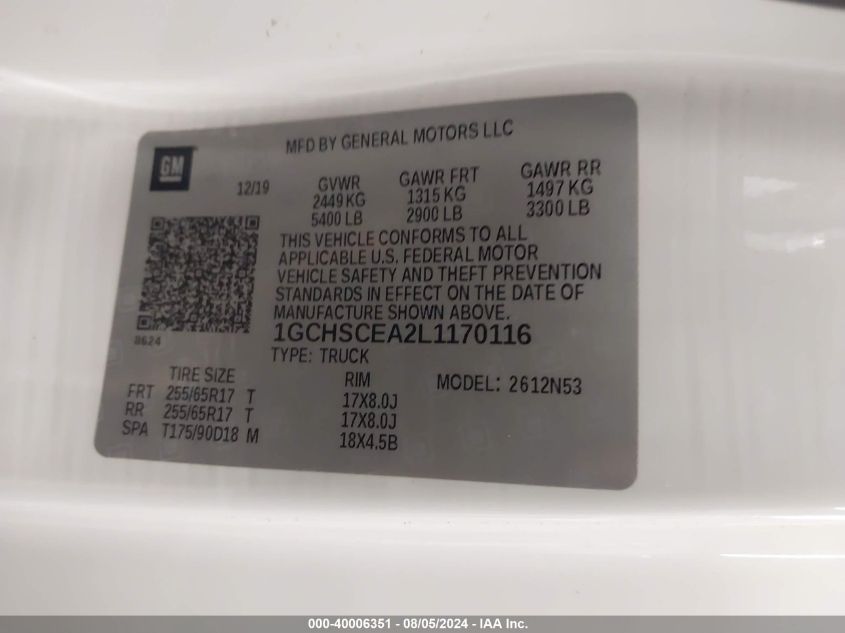 GM
MFD BY GENERAL MOTORS LLC
12/19
GVWR GAWR FRT GAWR RR
2449 KG 1315 KG 1497 KG
5400 LB 2900 LB 3300 LB
THIS VEHICLE CONFORMS TO ALL
APPLICABLE U.S. FEDERAL MOTOR
VEHICLE SAFETY AND THEFT PREVENTION
STANDARDS IN EFFECT ON THE DATE OF
MANUFACTURE SHOWN ABOVE.
8624
1GCHSCEA2L1170116
TYPE: TRUCK
TIRE SIZE RIM MODEL: 2612N53
FRT 255/65R17 T 17X8.0J
RR 255/65R17 T 17X8.0J
SPA T175/90D18 M 18X4.5B
000-40006351 - 08/05/2024 - IAA Inc.